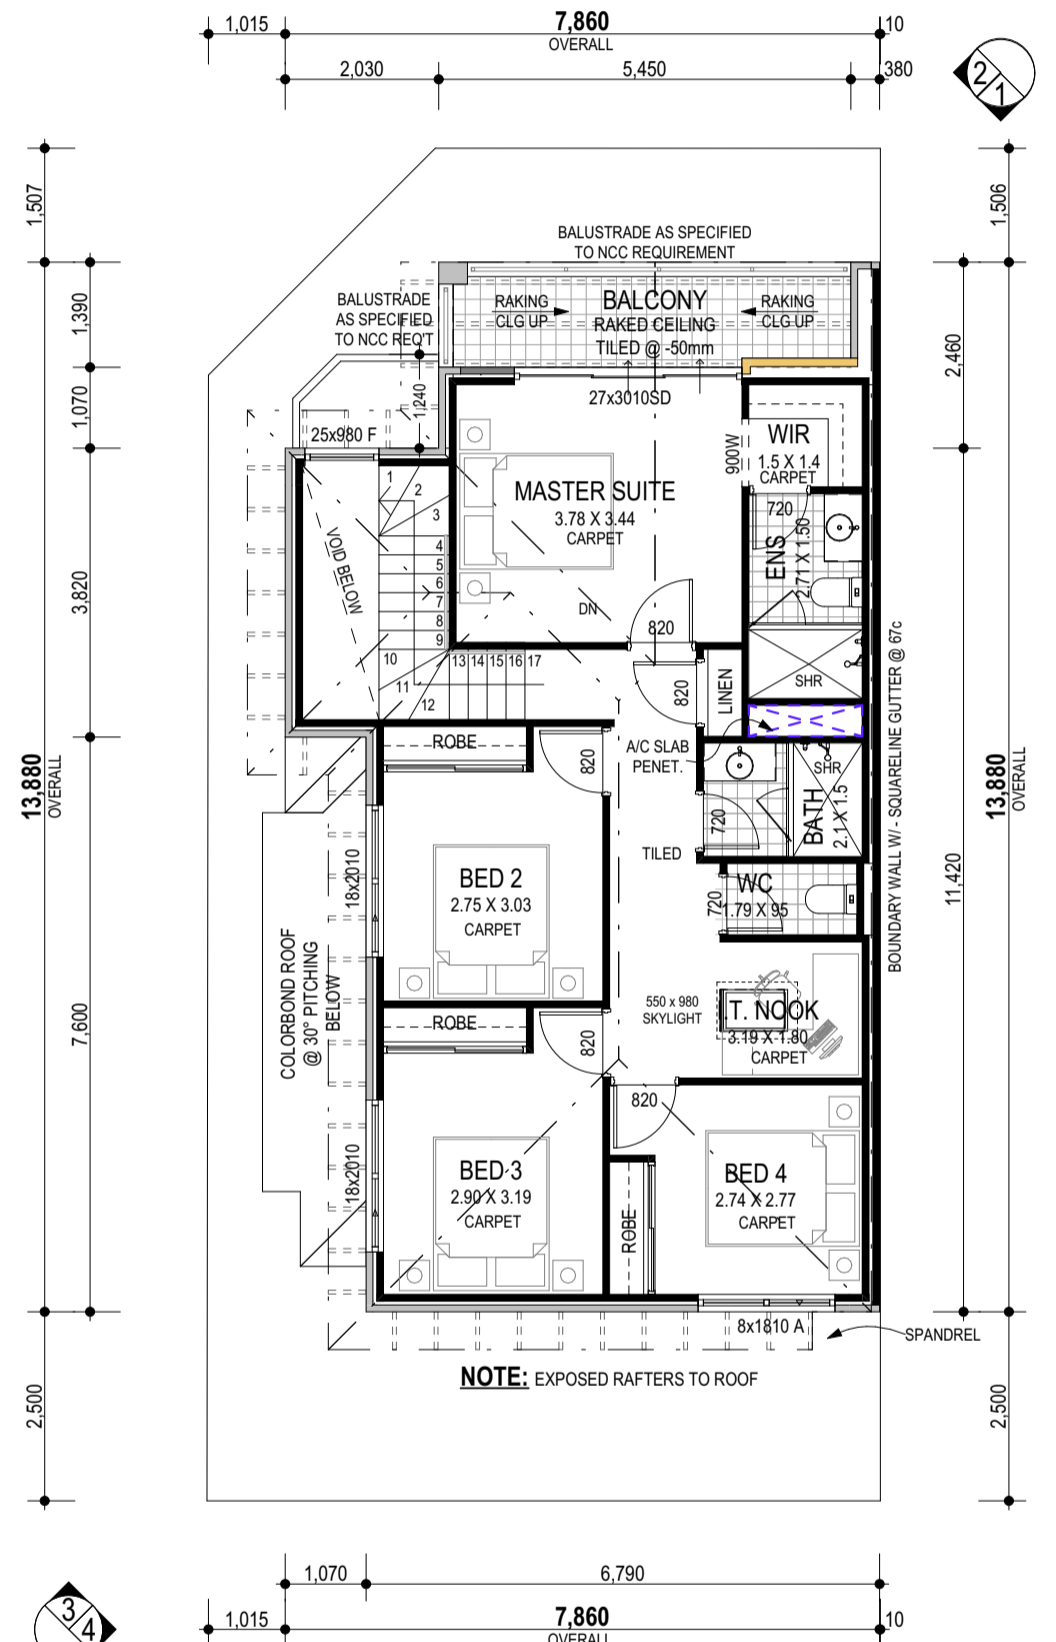 1,015
7,860
OVERALL
10
2,030
5,450
380
2
1
1,507
1,506
BALUSTRADE AS SPECIFIED
TO NCC REQUIREMENT
1,390
BALUSTRADE
AS SPECIFIED
TO NCC REQ'T
RAKING
CLG UP
BALCONY
RAKED CEILING
TILED @ -50mm
RAKING
CLG UP
2,460
1,070
1,240
27x3010SD
25x980 F
900W
WIR
1.5 X 1.4
CARPET
1
2
3
4
5
6
7
8
9
10
11
12
13
14
15
16
17
VOID BELOW
MASTER SUITE
3.78 X 3.44
CARPET
720
ENS
2.71 X 1.50
3,820
DN
820
820
LINEN
SHR
BOUNDARY WALL W/ - SQUARELINE GUTTER @ 67c
ROBE
820
A/C SLAB
PENET.
SHR
BATH
2.1 X 1.5
720
13,880
OVERALL
13,880
OVERALL
TILED
18x2010
BED 2
2.75 X 3.03
CARPET
WC
1.79 X 95
720
11,420
COLORBOND ROOF
@ 30° PITCHING
BELOW
7,600
550 x 980
SKYLIGHT
I.T. NOOK
3.19 X 1.80
CARPET
ROBE
820
820
18x2010
BED 3
2.90 X 3.19
CARPET
BED 4
2.74 X 2.77
CARPET
ROBE
8x1810 A
SPANDREL
NOTE: EXPOSED RAFTERS TO ROOF
2,500
2,500
1,070
6,790
3
4
1,015
7,860
OVERALL
10